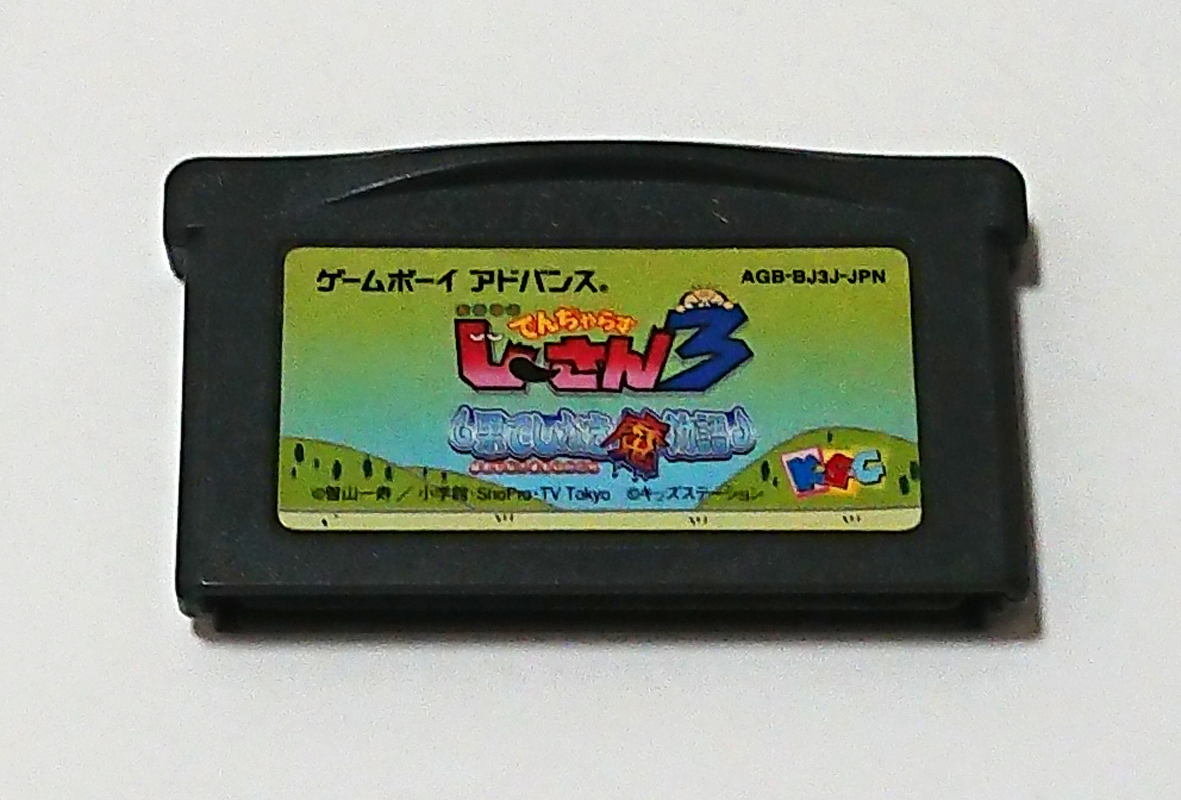 ゲームボーイ アドバンス® AGB-BJ3J-JPN
でんぢゃらす
じーさん3
果てしなき魔物語
©曽山一寿／小学館・ShoPro・TV Tokyo ©キッズステーション